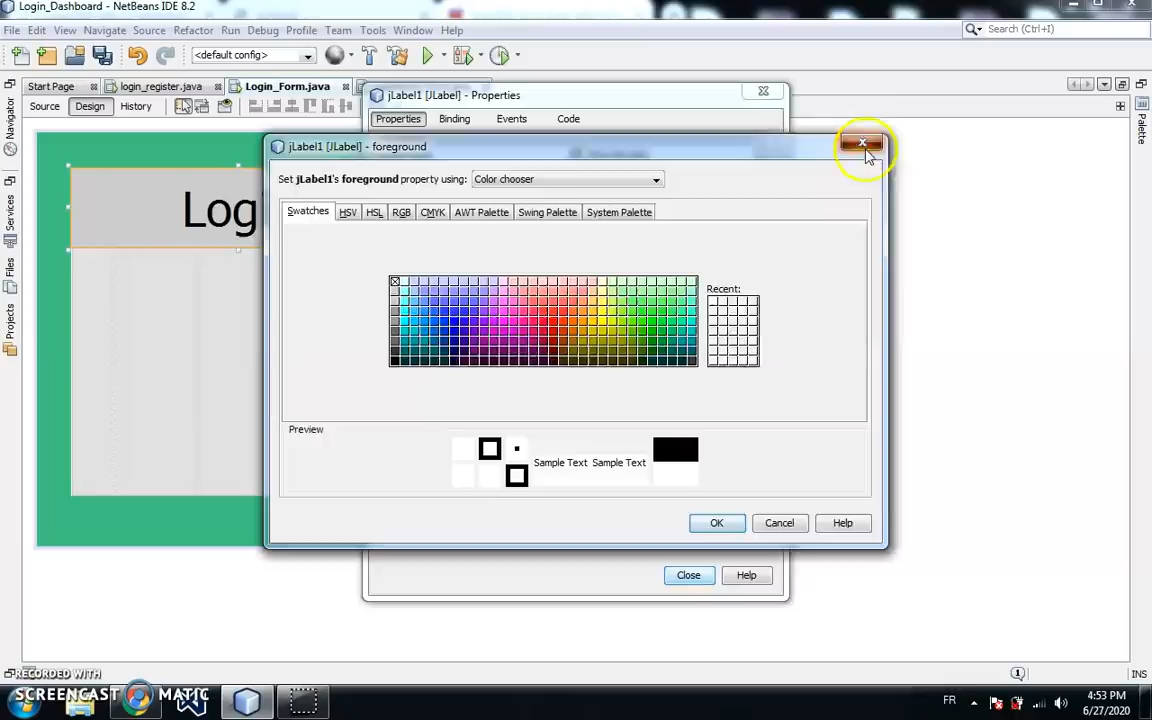 Login_Dashboard - NetBeans IDE 8.2
File Edit View Navigate Source Refactor Run Debug Profile Team Tools Window Help
Search (Ctrl+I)
<default config>
Start Page login_register.java Login_Form.java
Source Design History
Navigator
Services
Files
Projects
Palette
jLabel1 [JLabel] - Properties
Properties Binding Events Code
Log
jLabel1 [JLabel] - foreground
Set jLabel1's foreground property using: Color chooser
Swatches HSV HSL RGB CMYK AWT Palette Swing Palette System Palette
Recent:
Preview
Sample Text Sample Text
OK Cancel Help
Close Help
INS
RECORDED WITH
SCREENCAST MATIC
FR
4:53 PM
6/27/2020